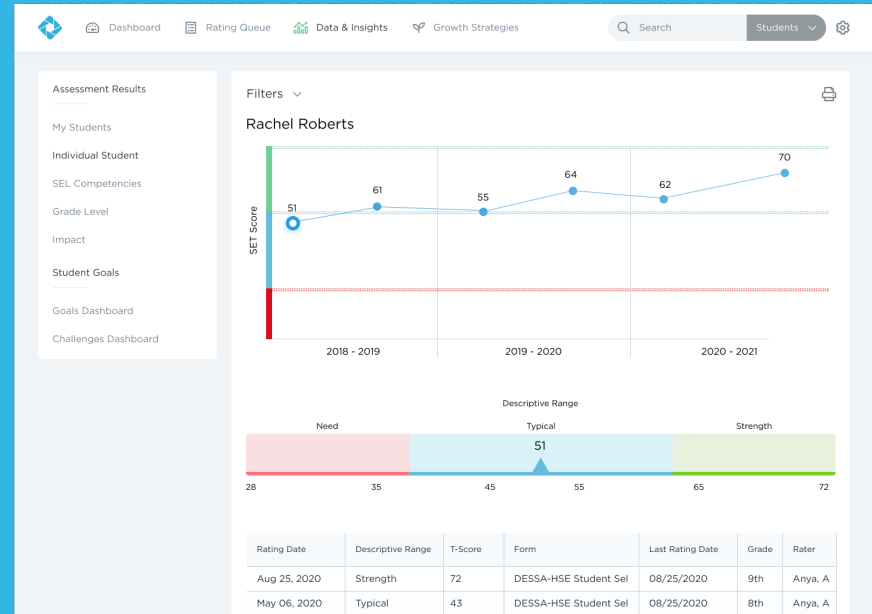 Dashboard Rating Queue Data & Insights Growth Strategies Search Students
Assessment Results
My Students
Individual Student
SEL Competencies
Grade Level
Impact
Student Goals
Goals Dashboard
Challenges Dashboard
Filters
Rachel Roberts
SET Score
51 61 55 64 62 70
2018 - 2019 2019 - 2020 2020 - 2021
Descriptive Range
Need Typical Strength
51
28 35 45 55 65 72
Rating Date Descriptive Range T-Score Form Last Rating Date Grade Rater
Aug 25, 2020 Strength 72 DESSA-HSE Student Sel 08/25/2020 9th Anya, A
May 06, 2020 Typical 43 DESSA-HSE Student Sel 08/25/2020 8th Anya, A